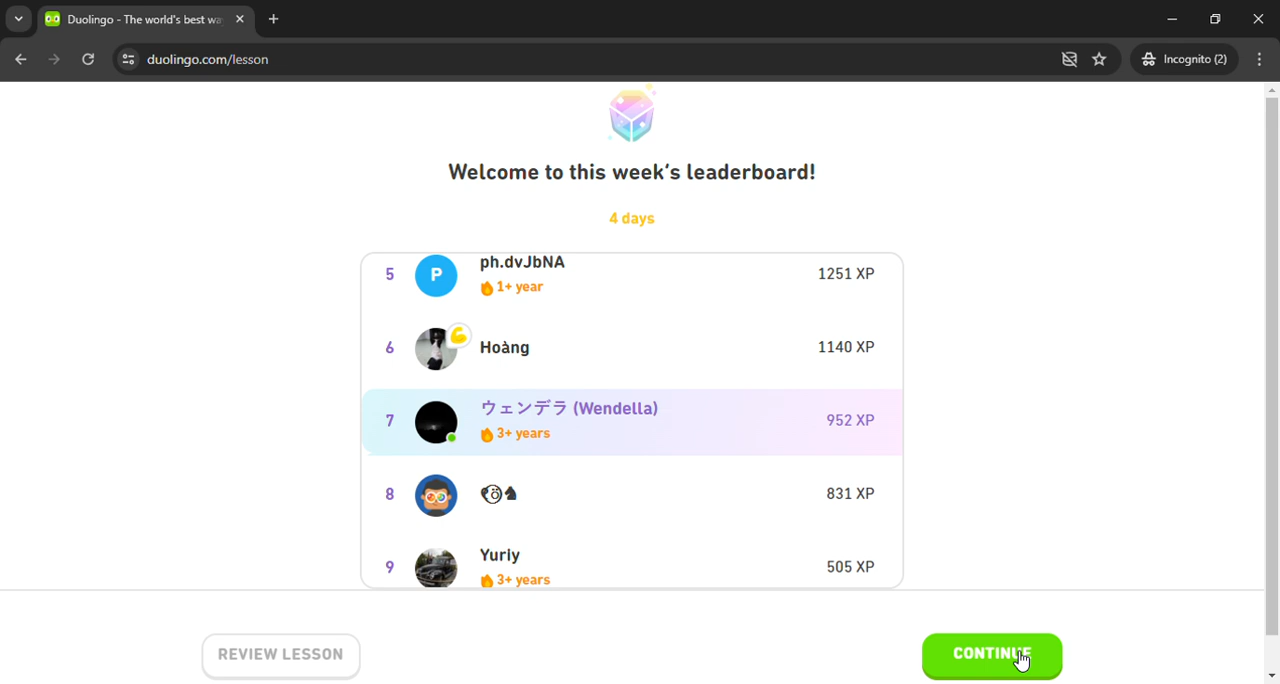 Duolingo - The world's best wa
duolingo.com/lesson
Incognito (2)
Welcome to this week's leaderboard!
4 days
5 P ph.dvJbNA 1251 XP
1+ year
6 Hoàng 1140 XP
7 ウェンデラ (Wendella) 952 XP
3+ years
8 831 XP
9 Yuriy 505 XP
3+ years
REVIEW LESSON
CONTINUE